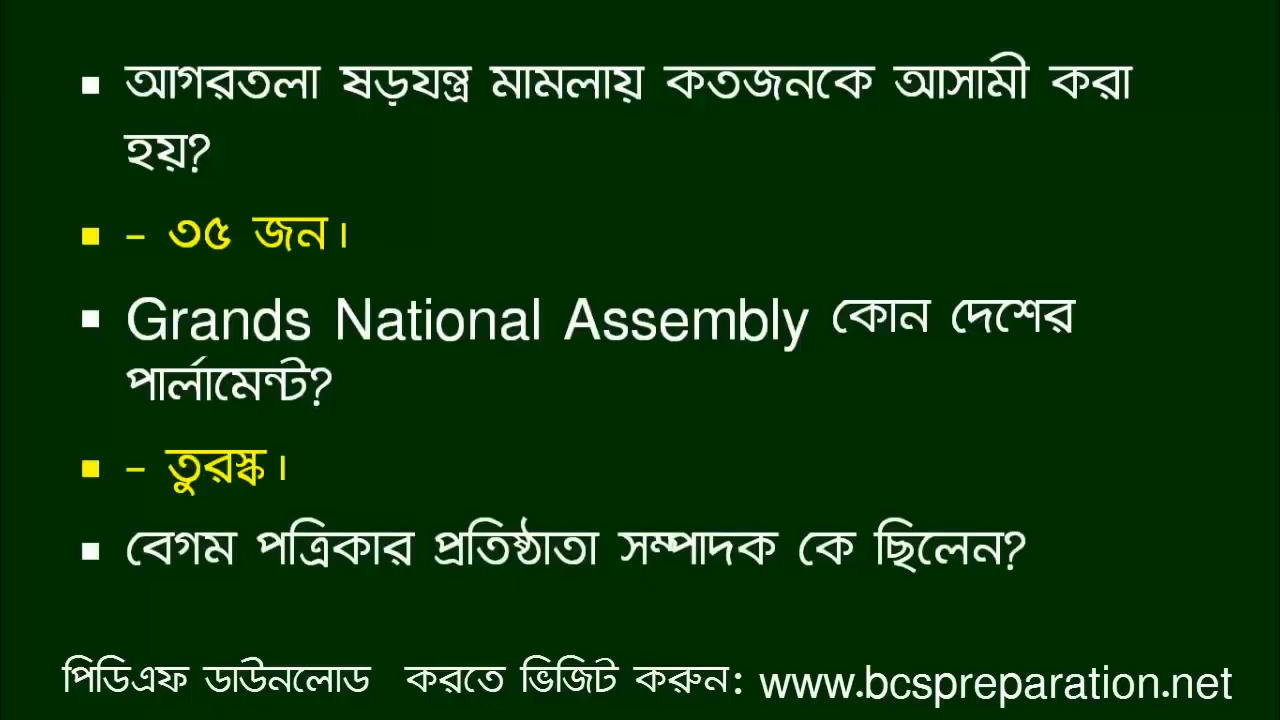 ▪ আগরতলা ষড়যন্ত্র মামলায় কতজনকে আসামী করা
হয়?
▪ – ৩৫ জন।
▪ Grands National Assembly কোন দেশের
পার্লামেন্ট?
▪ – তুরস্ক।
▪ বেগম পত্রিকার প্রতিষ্ঠাতা সম্পাদক কে ছিলেন?
পিডিএফ ডাউনলোড করতে ভিজিট করুন: www.bcspreparation.net